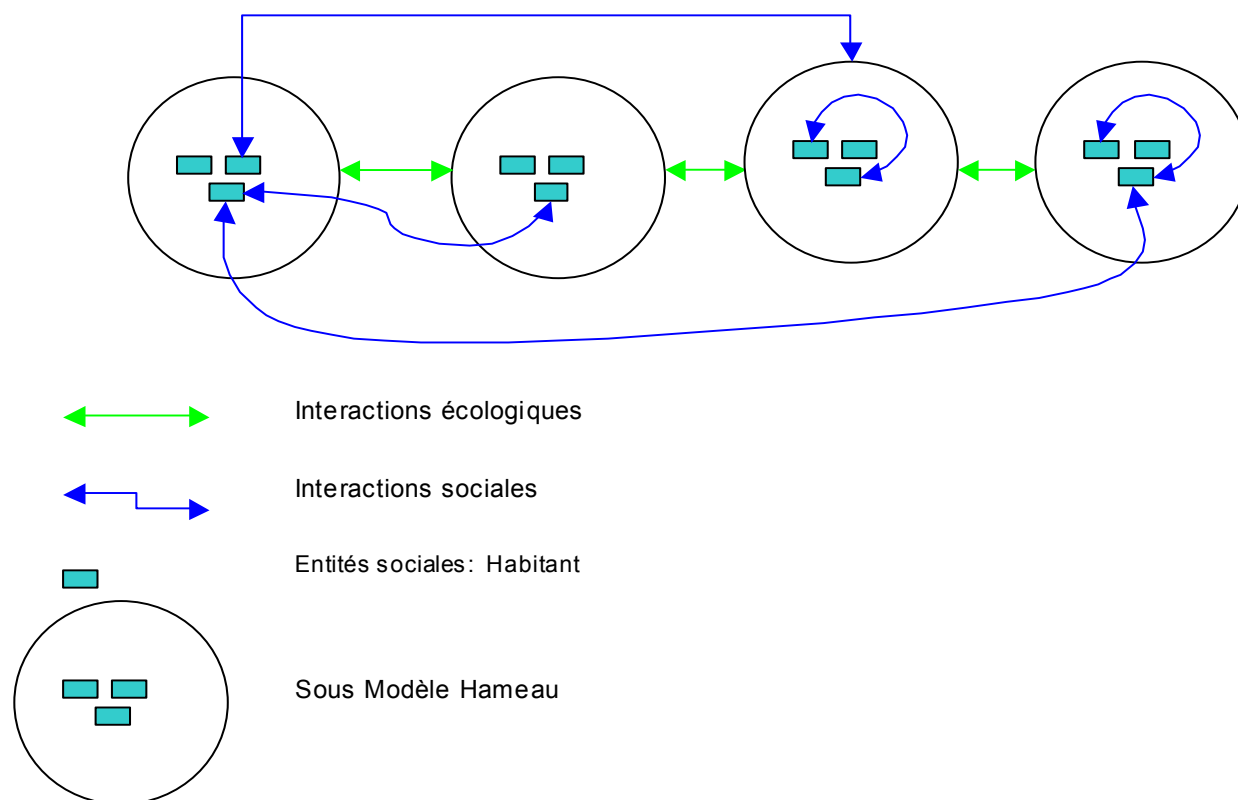 Interactions écologiques
Interactions sociales
Entités sociales: Habitant
Sous Modèle Hameau